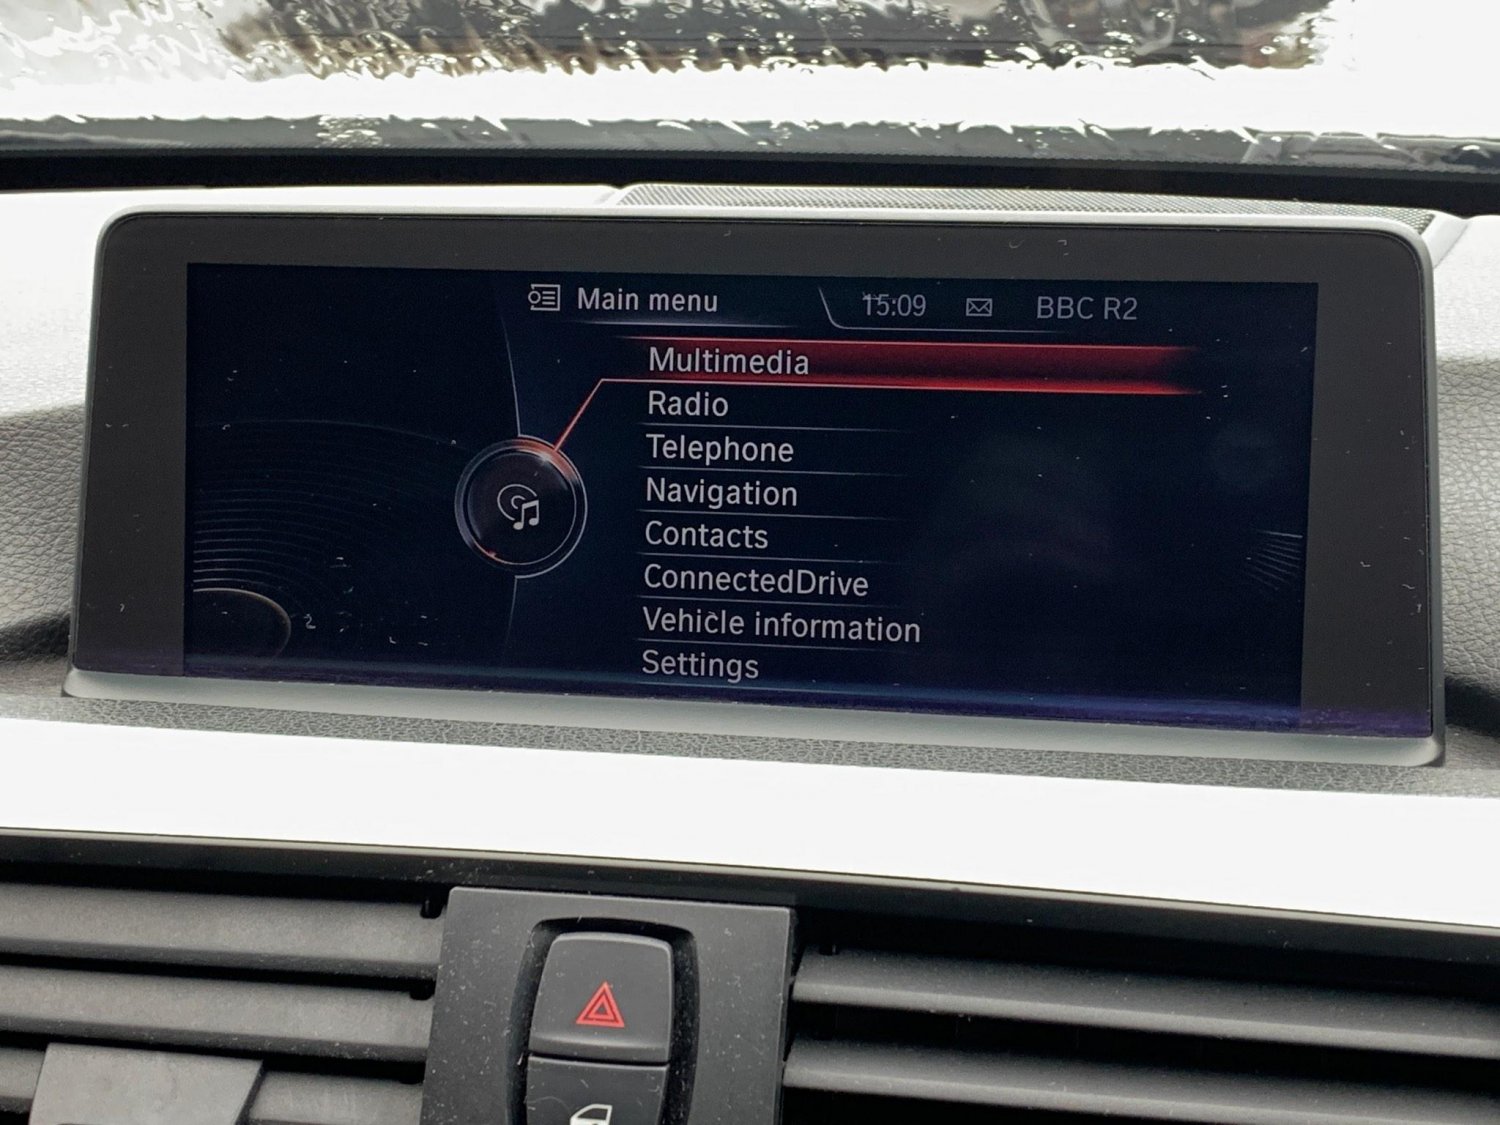 Main menu
15:09 BBC R2
Multimedia
Radio
Telephone
Navigation
Contacts
ConnectedDrive
Vehicle information
Settings